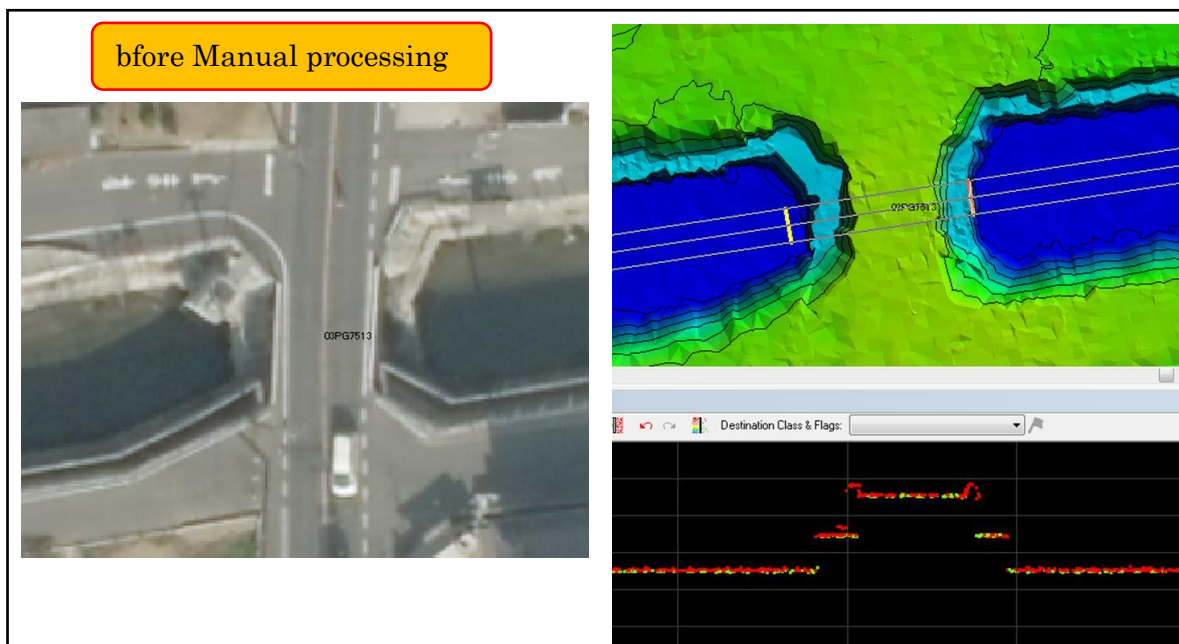 bfore Manual processing
03PG7513
03PG7513
Destination Class & Flags: